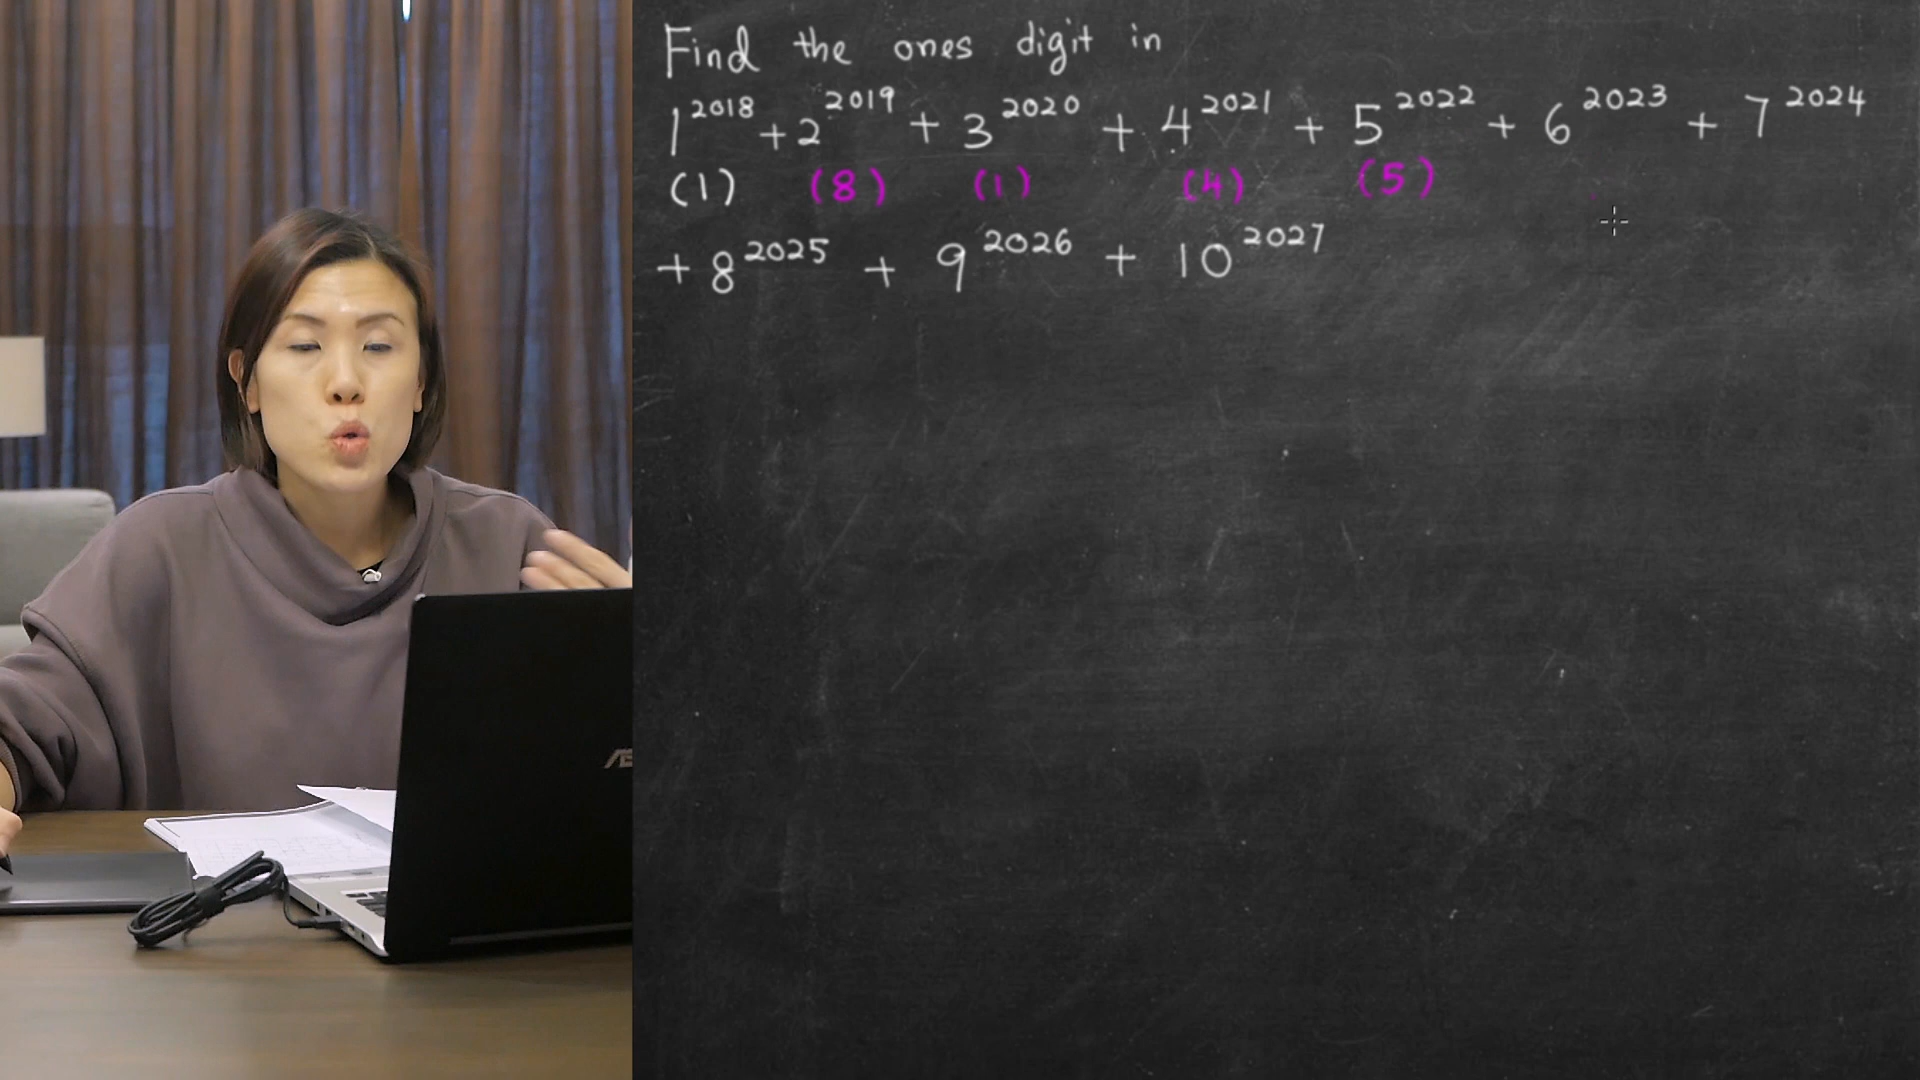 Find the ones digit in
1^2018 + 2^2019 + 3^2020 + 4^2021 + 5^2022 + 6^2023 + 7^2024
(1) (8) (1) (4) (5)
+ 8^2025 + 9^2026 + 10^2027